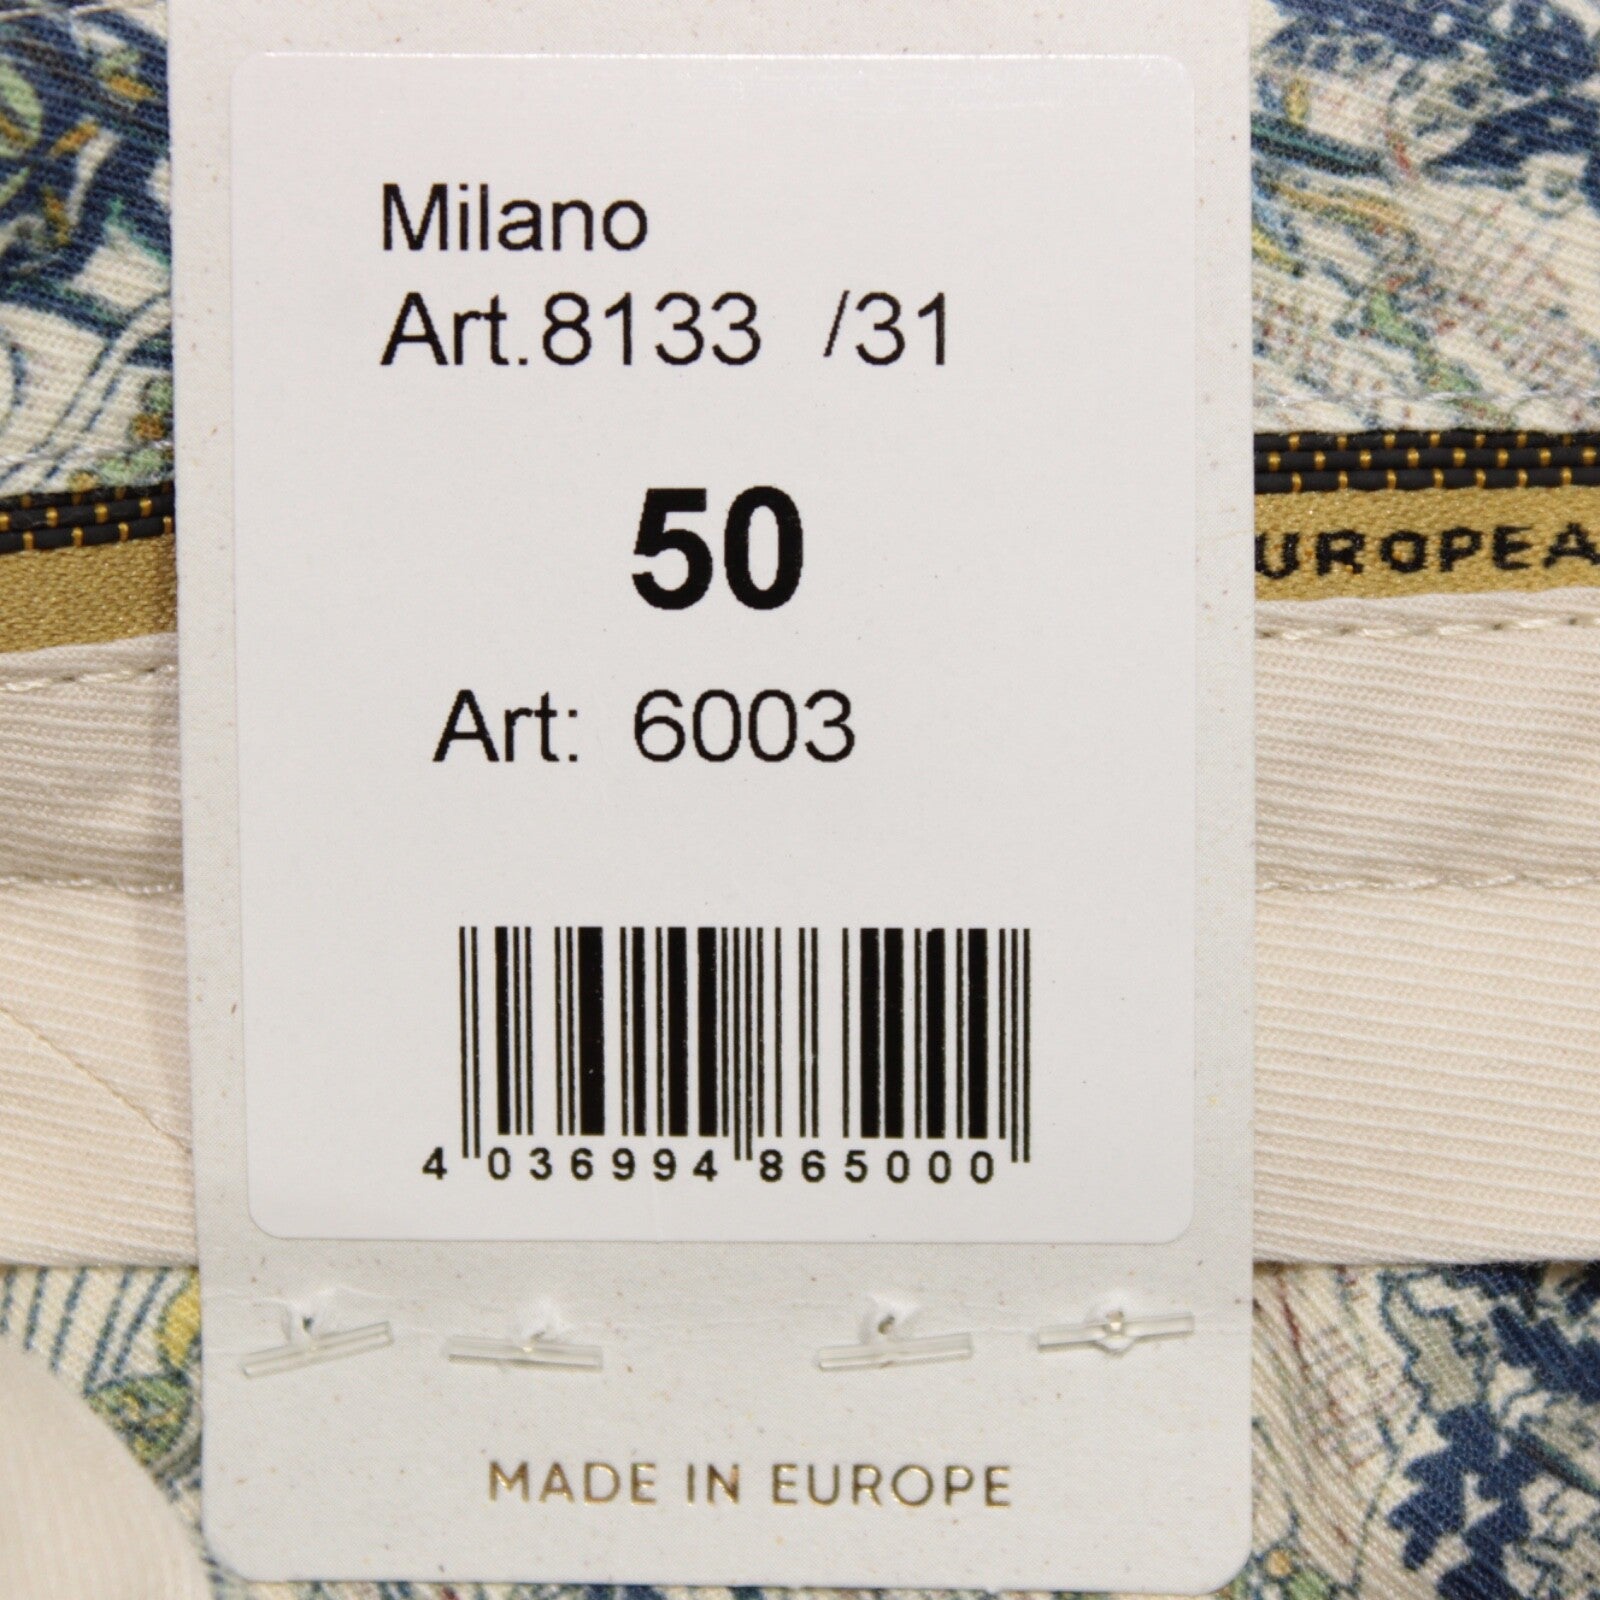 Milano
Art.8133 /31
50
UROPEA
Art: 6003
4 036994 865000
MADE IN EUROPE